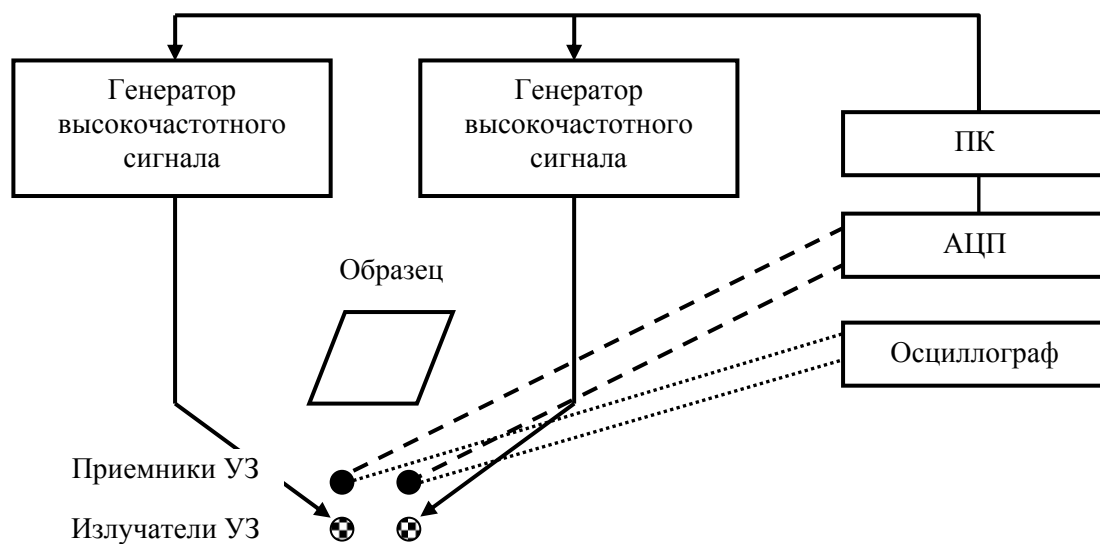 Генератор
высокочастотного
сигнала
Генератор
высокочастотного
сигнала
ПК
АЦП
Образец
Осциллограф
Приемники УЗ
Излучатели УЗ